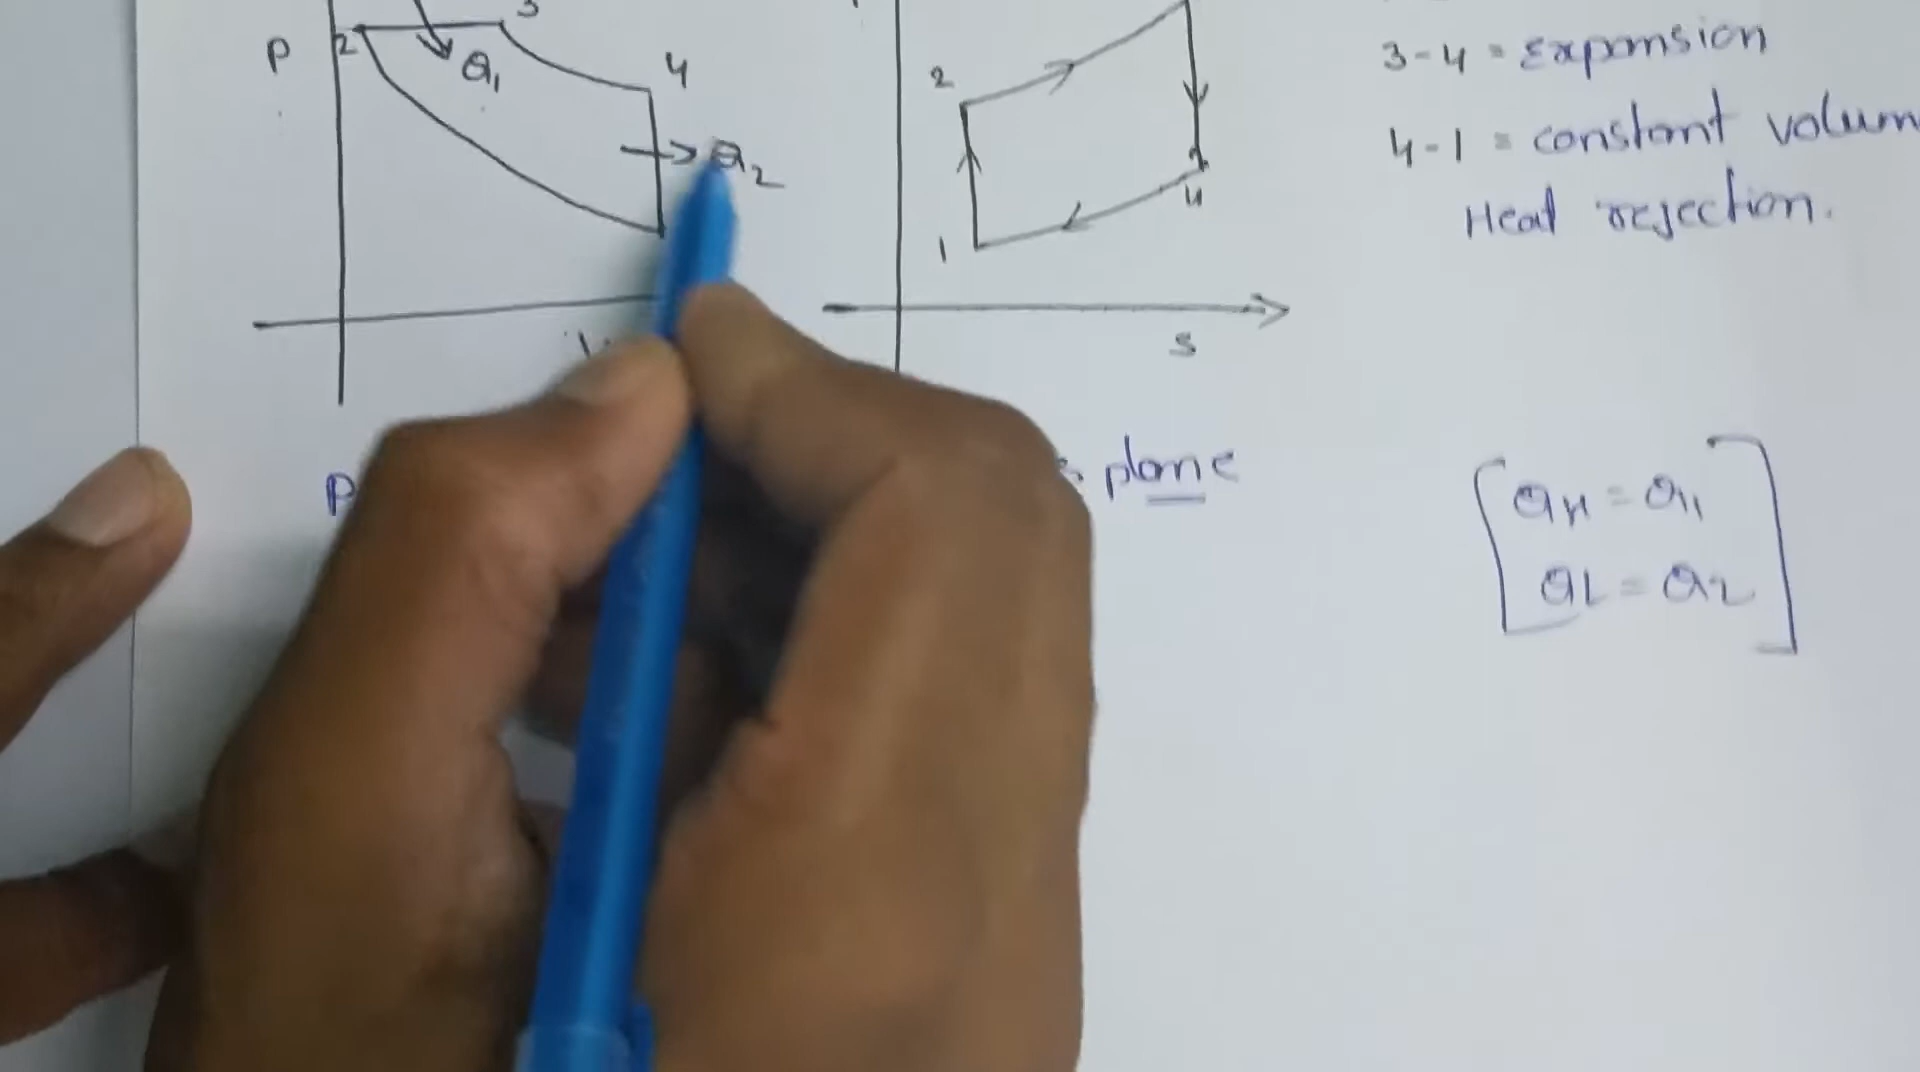 3
P
2
Q1
4
Q2
2
4
1
S
3-4 = Expansion
4-1 = constant volum
Heat rejection.
P
plane
QH = Q1
QL = Q2